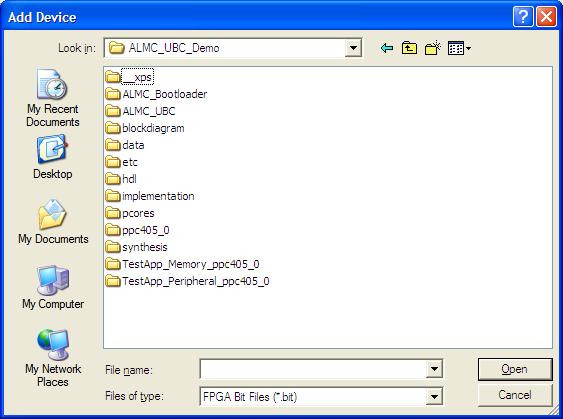 Add Device
Look in:
ALMC_UBC_Demo
My Recent
Documents
Desktop
My Documents
My Computer
My Network
Places
__xps
ALMC_Bootloader
ALMC_UBC
blockdiagram
data
etc
hdl
implementation
pcores
ppc405_0
synthesis
TestApp_Memory_ppc405_0
TestApp_Peripheral_ppc405_0
File name:
Open
Files of type:
FPGA Bit Files (*.bit)
Cancel